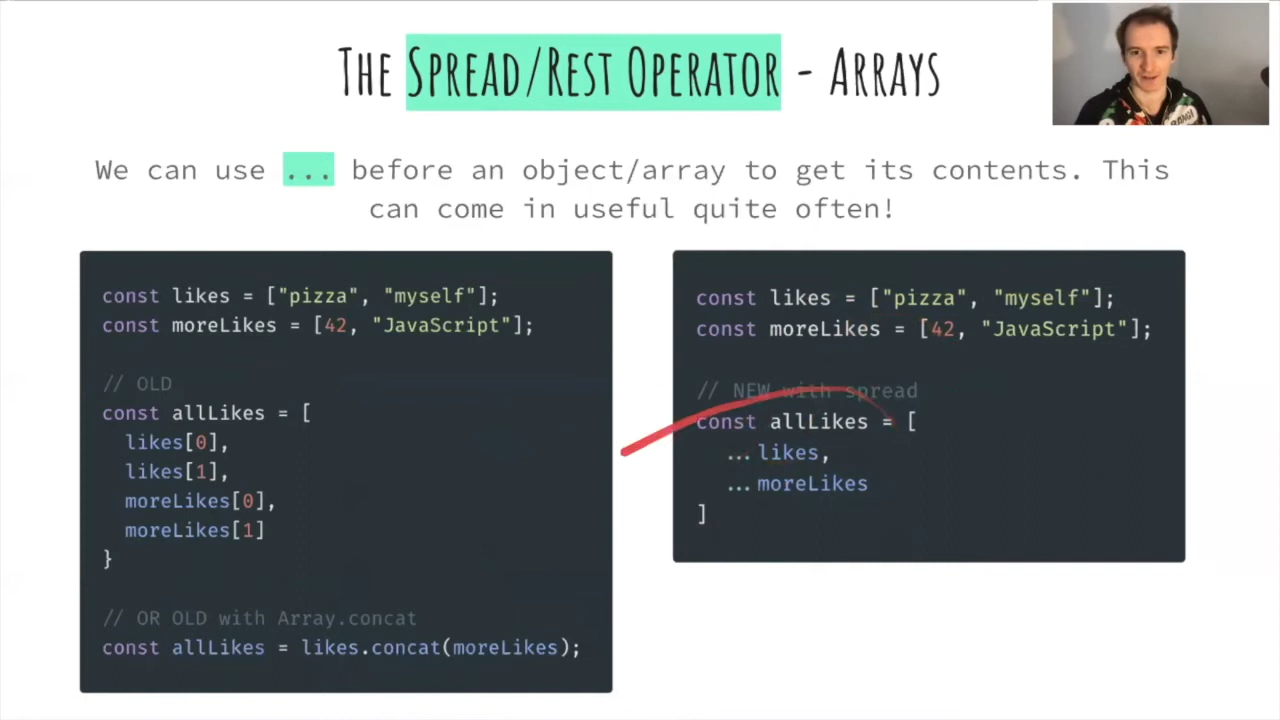 The Spread/Rest Operator - Arrays
We can use ... before an object/array to get its contents. This
can come in useful quite often!
const likes = ["pizza", "myself"];
const moreLikes = [42, "JavaScript"];
// OLD
const allLikes = [
likes[0],
likes[1],
moreLikes[0],
moreLikes[1]
}
// OR OLD with Array.concat
const allLikes = likes.concat(moreLikes);
const likes = ["pizza", "myself"];
const moreLikes = [42, "JavaScript"];
// NEW with spread
const allLikes = [
...likes,
...moreLikes
]